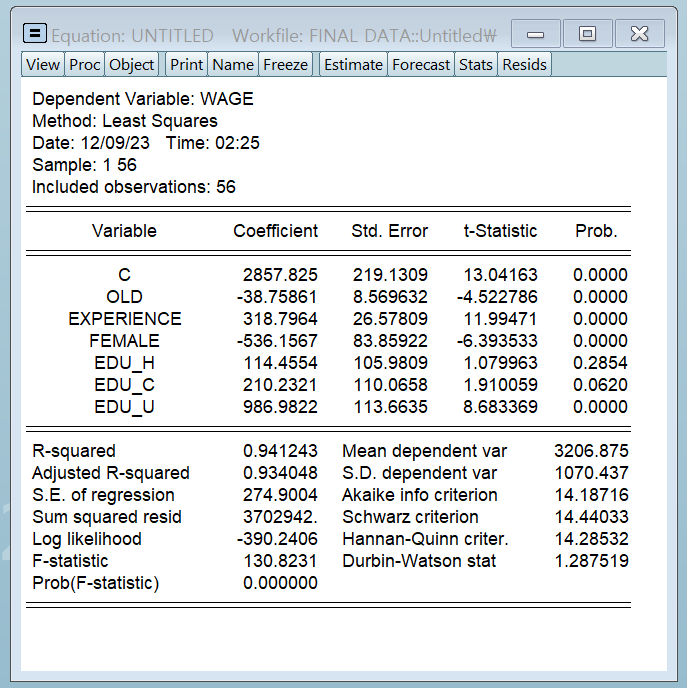 Equation: UNTITLED Workfile: FINAL DATA::Untitled₩
View Proc Object Print Name Freeze Estimate Forecast Stats Resids
Dependent Variable: WAGE
Method: Least Squares
Date: 12/09/23 Time: 02:25
Sample: 1 56
Included observations: 56
Variable Coefficient Std. Error t-Statistic Prob.
C 2857.825 219.1309 13.04163 0.0000
OLD -38.75861 8.569632 -4.522786 0.0000
EXPERIENCE 318.7964 26.57809 11.99471 0.0000
FEMALE -536.1567 83.85922 -6.393533 0.0000
EDU_H 114.4554 105.9809 1.079963 0.2854
EDU_C 210.2321 110.0658 1.910059 0.0620
EDU_U 986.9822 113.6635 8.683369 0.0000
R-squared 0.941243 Mean dependent var 3206.875
Adjusted R-squared 0.934048 S.D. dependent var 1070.437
S.E. of regression 274.9004 Akaike info criterion 14.18716
Sum squared resid 3702942. Schwarz criterion 14.44033
Log likelihood -390.2406 Hannan-Quinn criter. 14.28532
F-statistic 130.8231 Durbin-Watson stat 1.287519
Prob(F-statistic) 0.000000